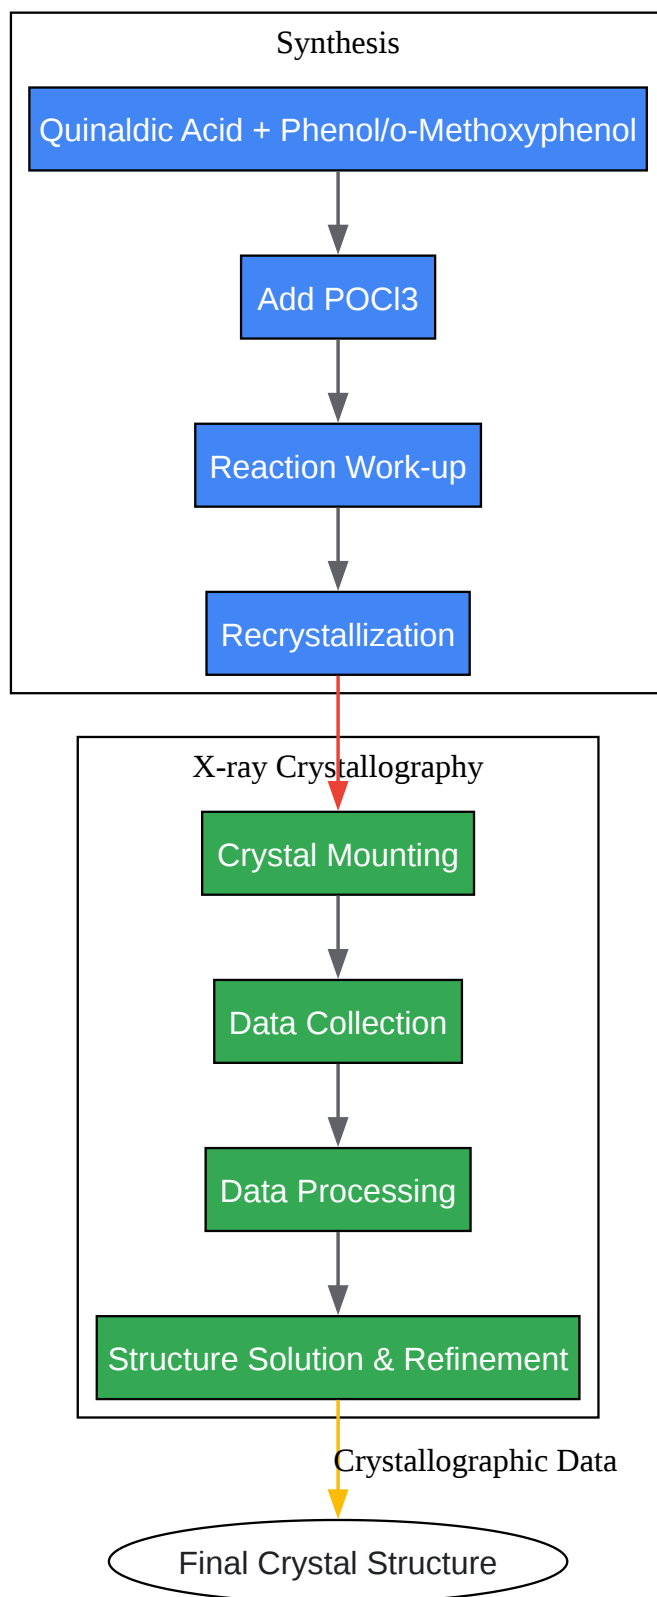 Synthesis
Quinaldic Acid + Phenol/o-Methoxyphenol
Add POCl3
Reaction Work-up
Recrystallization
X-ray Crystallography
Crystal Mounting
Data Collection
Data Processing
Structure Solution & Refinement
Crystallographic Data
Final Crystal Structure